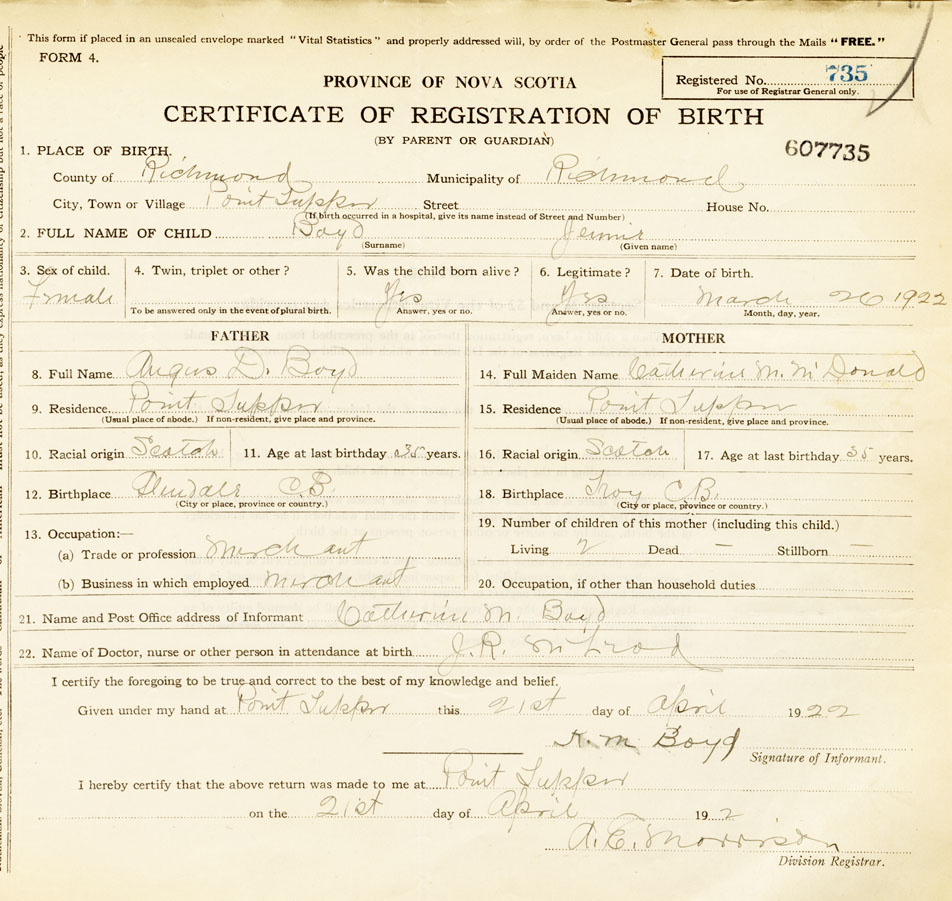 This form if placed in an unsealed envelope marked "Vital Statistics" and properly addressed will, by order of the Postmaster General pass through the Mails "FREE."
FORM 4.
Registered No. 735
For use of Registrar General only.
PROVINCE OF NOVA SCOTIA
CERTIFICATE OF REGISTRATION OF BIRTH
(BY PARENT OR GUARDIAN)
607735
1. PLACE OF BIRTH.
County of Richmond Municipality of Richmond
City, Town or Village Point Tupper Street House No.
(If birth occurred in a hospital, give its name instead of Street and Number)
2. FULL NAME OF CHILD Boyd Jennie
(Surname) (Given name)
3. Sex of child. 4. Twin, triplet or other? 5. Was the child born alive? 6. Legitimate? 7. Date of birth.
Female Yes Yes March 26 1922
To be answered only in the event of plural birth. Answer, yes or no. Answer, yes or no. Month, day, year.
FATHER
8. Full Name Angus D. Boyd
9. Residence. Point Tupper
(Usual place of abode.) If non-resident, give place and province.
10. Racial origin Scotch 11. Age at last birthday 35 years.
12. Birthplace Glendale C.B.
(City or place, province or country.)
13. Occupation:—
(a) Trade or profession Merchant
(b) Business in which employed Merchant
MOTHER
14. Full Maiden Name Catherine M. McDonald
15. Residence Point Tupper
(Usual place of abode.) If non-resident, give place and province.
16. Racial origin Scotch 17. Age at last birthday 35 years.
18. Birthplace Troy C.B.
(City or place, province or country.)
19. Number of children of this mother (including this child.)
Living 2 Dead — Stillborn —
20. Occupation, if other than household duties
21. Name and Post Office address of Informant Catherine M. Boyd
22. Name of Doctor, nurse or other person in attendance at birth. J.R. McLeod
I certify the foregoing to be true and correct to the best of my knowledge and belief.
Given under my hand at Point Tupper this 21st day of April 1922
K. M Boyd
Signature of Informant.
I hereby certify that the above return was made to me at Point Tupper
on the 21st day of April 192
A. E. Morrison
Division Registrar.